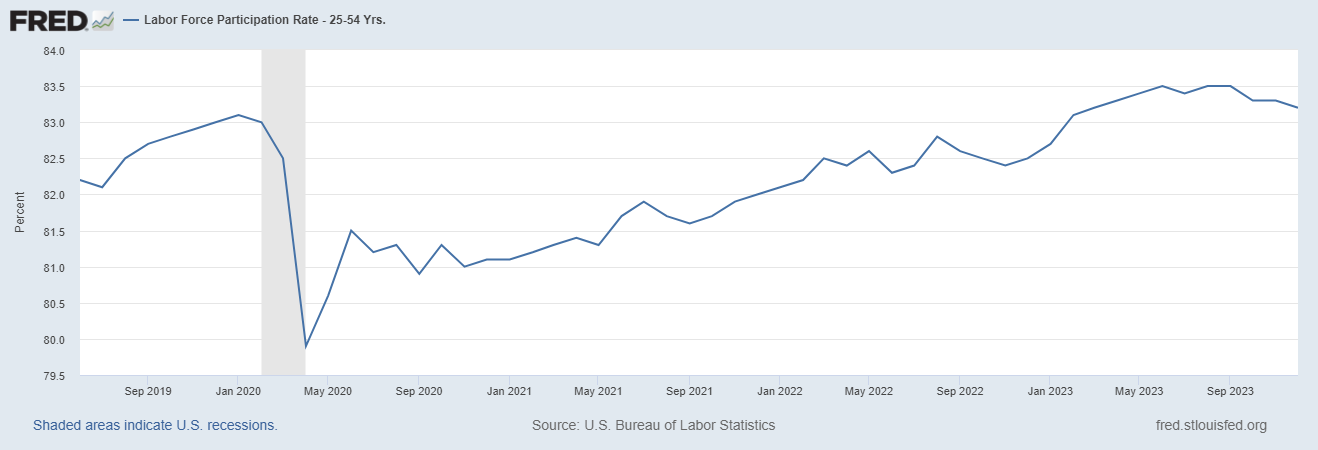 FRED
Labor Force Participation Rate - 25-54 Yrs.
84.0
83.5
83.0
82.5
82.0
81.5
81.0
80.5
80.0
79.5
Percent
Sep 2019 Jan 2020 May 2020 Sep 2020 Jan 2021 May 2021 Sep 2021 Jan 2022 May 2022 Sep 2022 Jan 2023 May 2023 Sep 2023
Shaded areas indicate U.S. recessions. Source: U.S. Bureau of Labor Statistics fred.stlouisfed.org